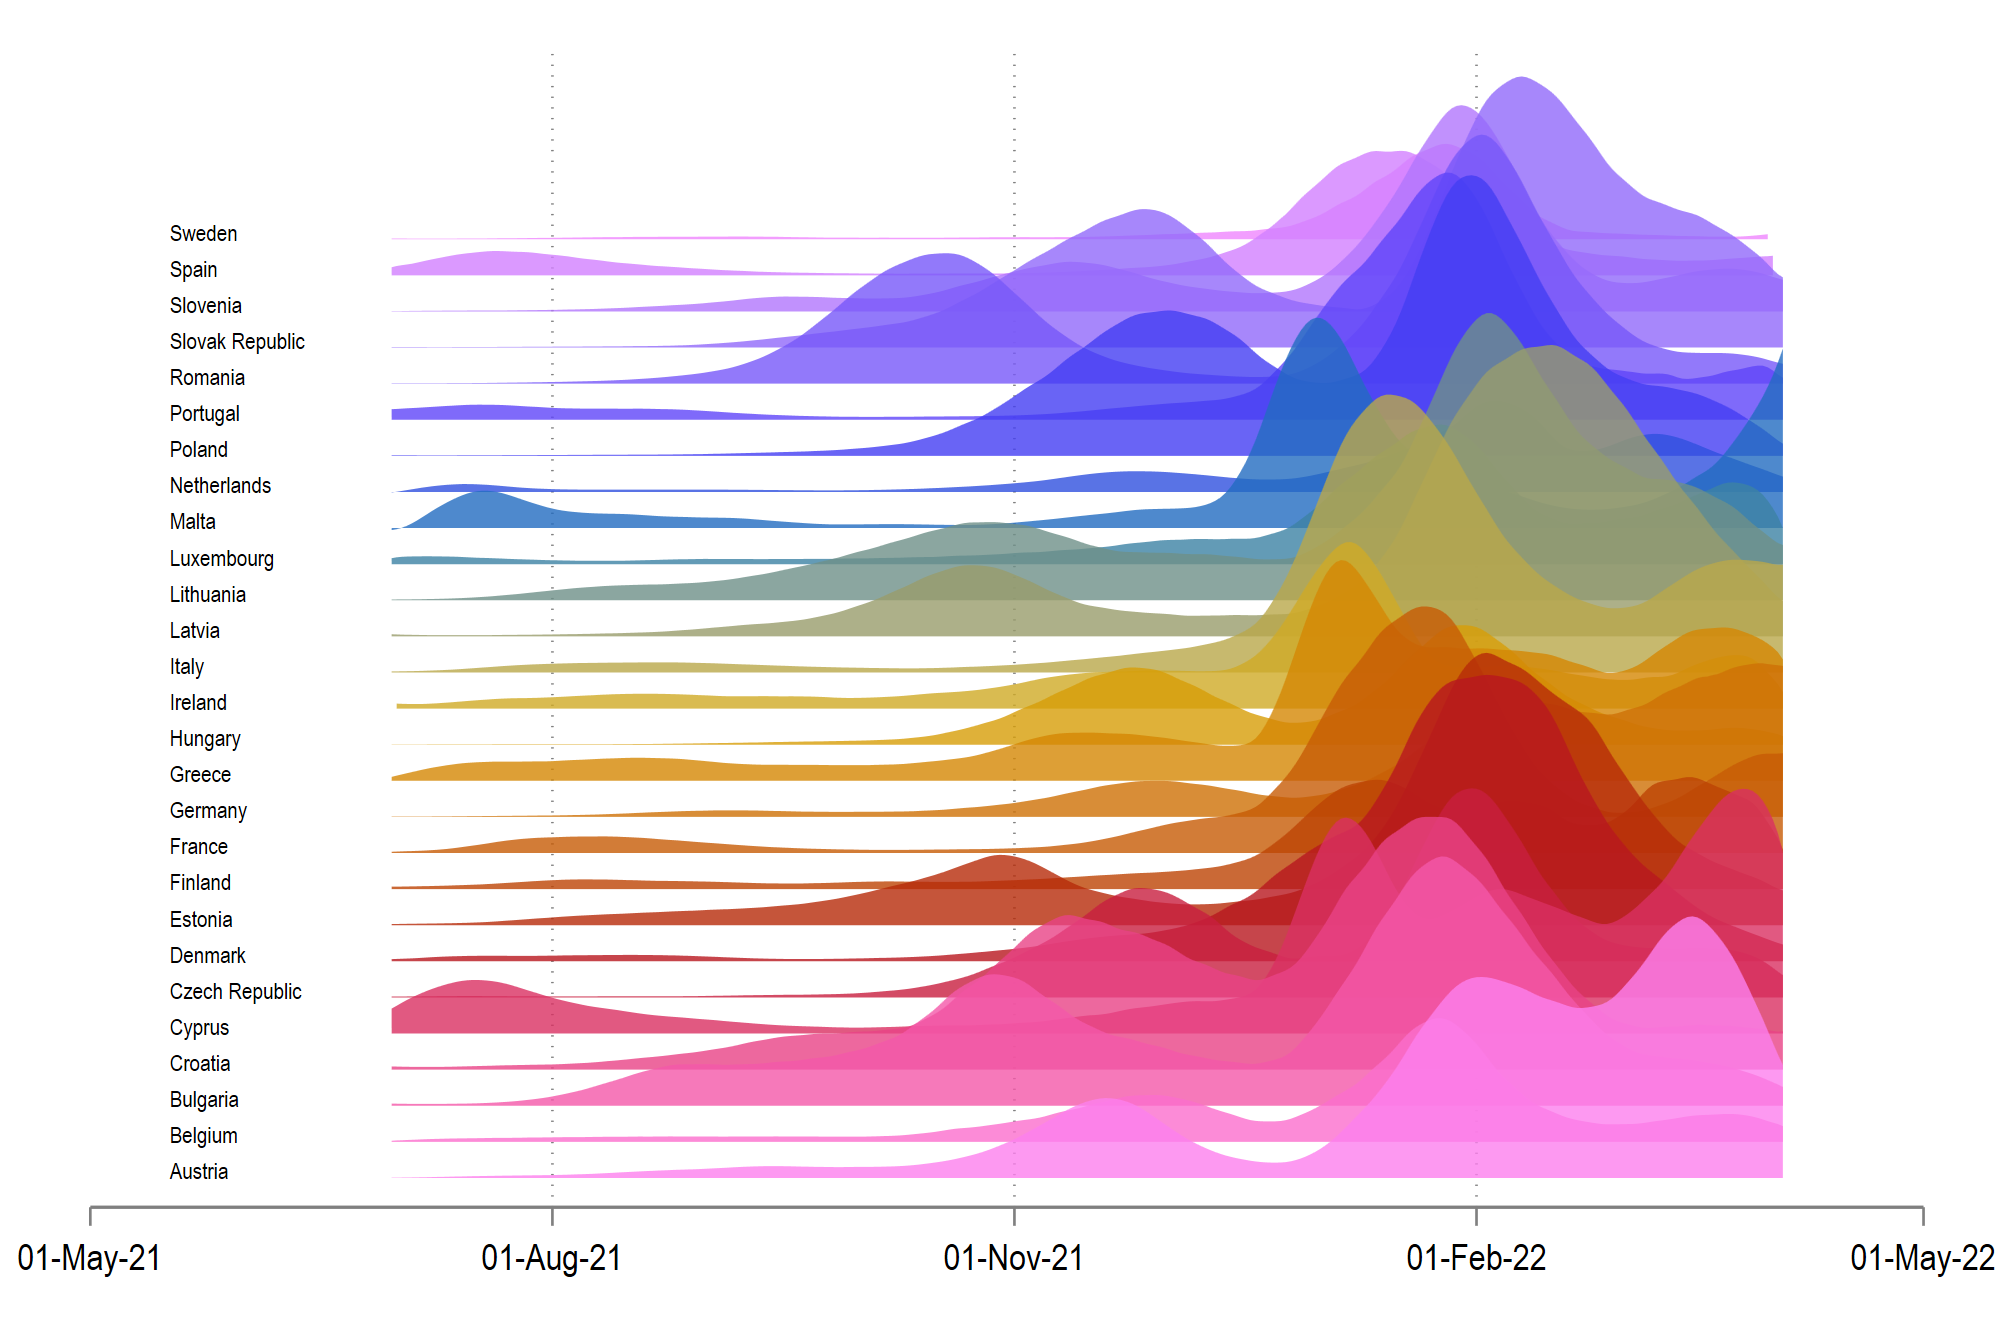 Sweden
Spain
Slovenia
Slovak Republic
Romania
Portugal
Poland
Netherlands
Malta
Luxembourg
Lithuania
Latvia
Italy
Ireland
Hungary
Greece
Germany
France
Finland
Estonia
Denmark
Czech Republic
Cyprus
Croatia
Bulgaria
Belgium
Austria
01-May-21 01-Aug-21 01-Nov-21 01-Feb-22 01-May-22